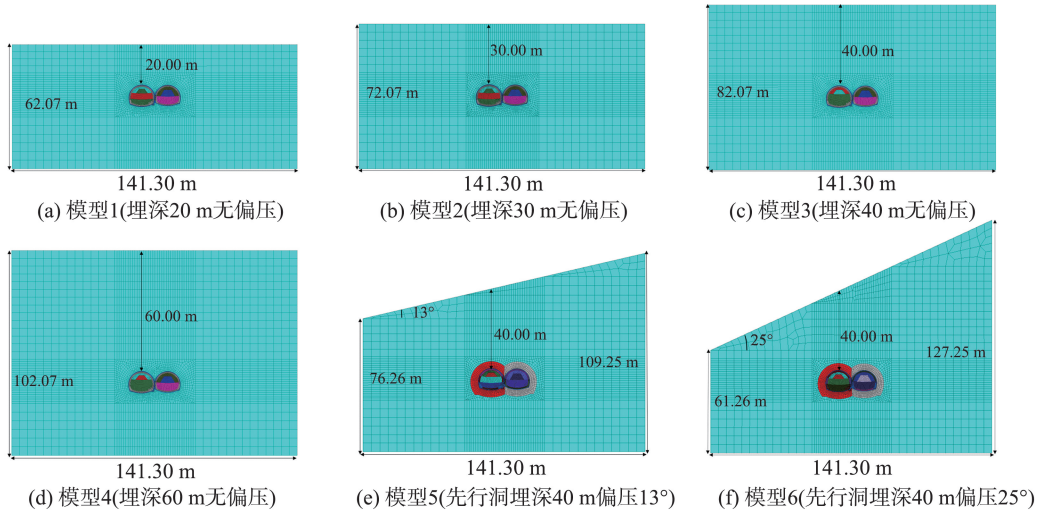 20.00 m
62.07 m
141.30 m
(a) 模型1(埋深20 m无偏压)
30.00 m
72.07 m
141.30 m
(b) 模型2(埋深30 m无偏压)
40.00 m
82.07 m
141.30 m
(c) 模型3(埋深40 m无偏压)
60.00 m
102.07 m
141.30 m
(d) 模型4(埋深60 m无偏压)
13°
40.00 m
109.25 m
76.26 m
141.30 m
(e) 模型5(先行洞埋深40 m偏压13°)
25°
40.00 m
127.25 m
61.26 m
141.30 m
(f) 模型6(先行洞埋深40 m偏压25°)